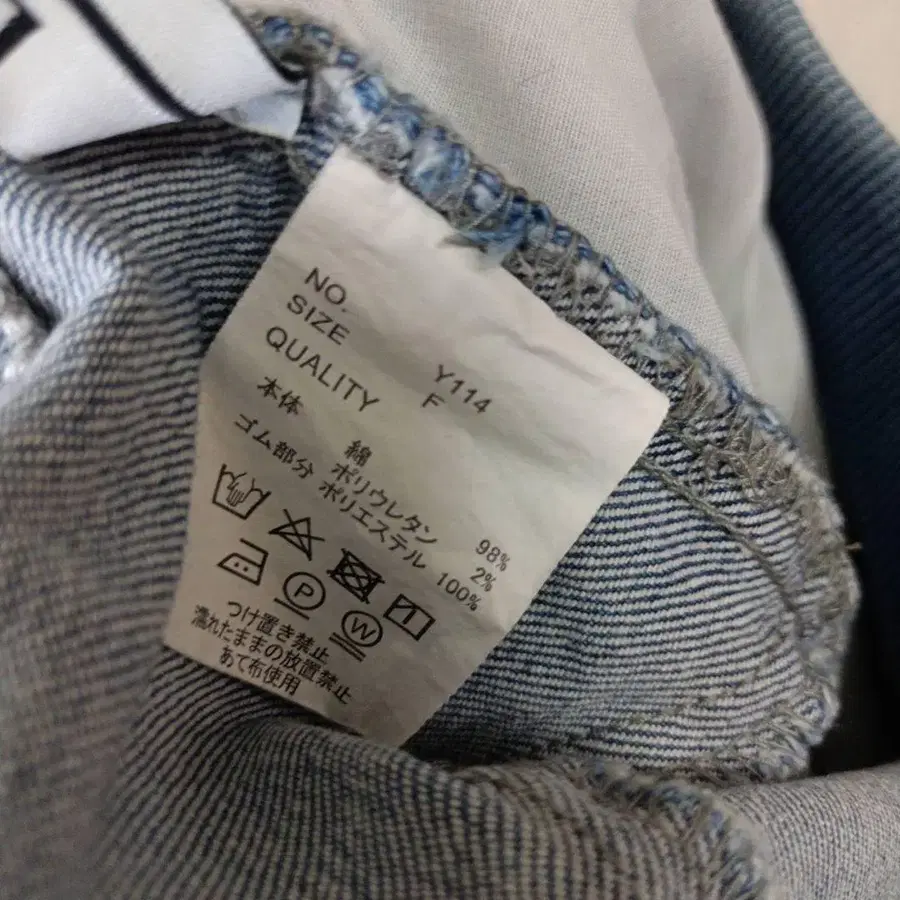 NO. Y114
SIZE F
QUALITY
本体 綿 98%
ポリウレタン 2%
ゴム部分 ポリエステル 100%
P
W
つけ置き禁止
濡れたままの放置禁止
あて布使用